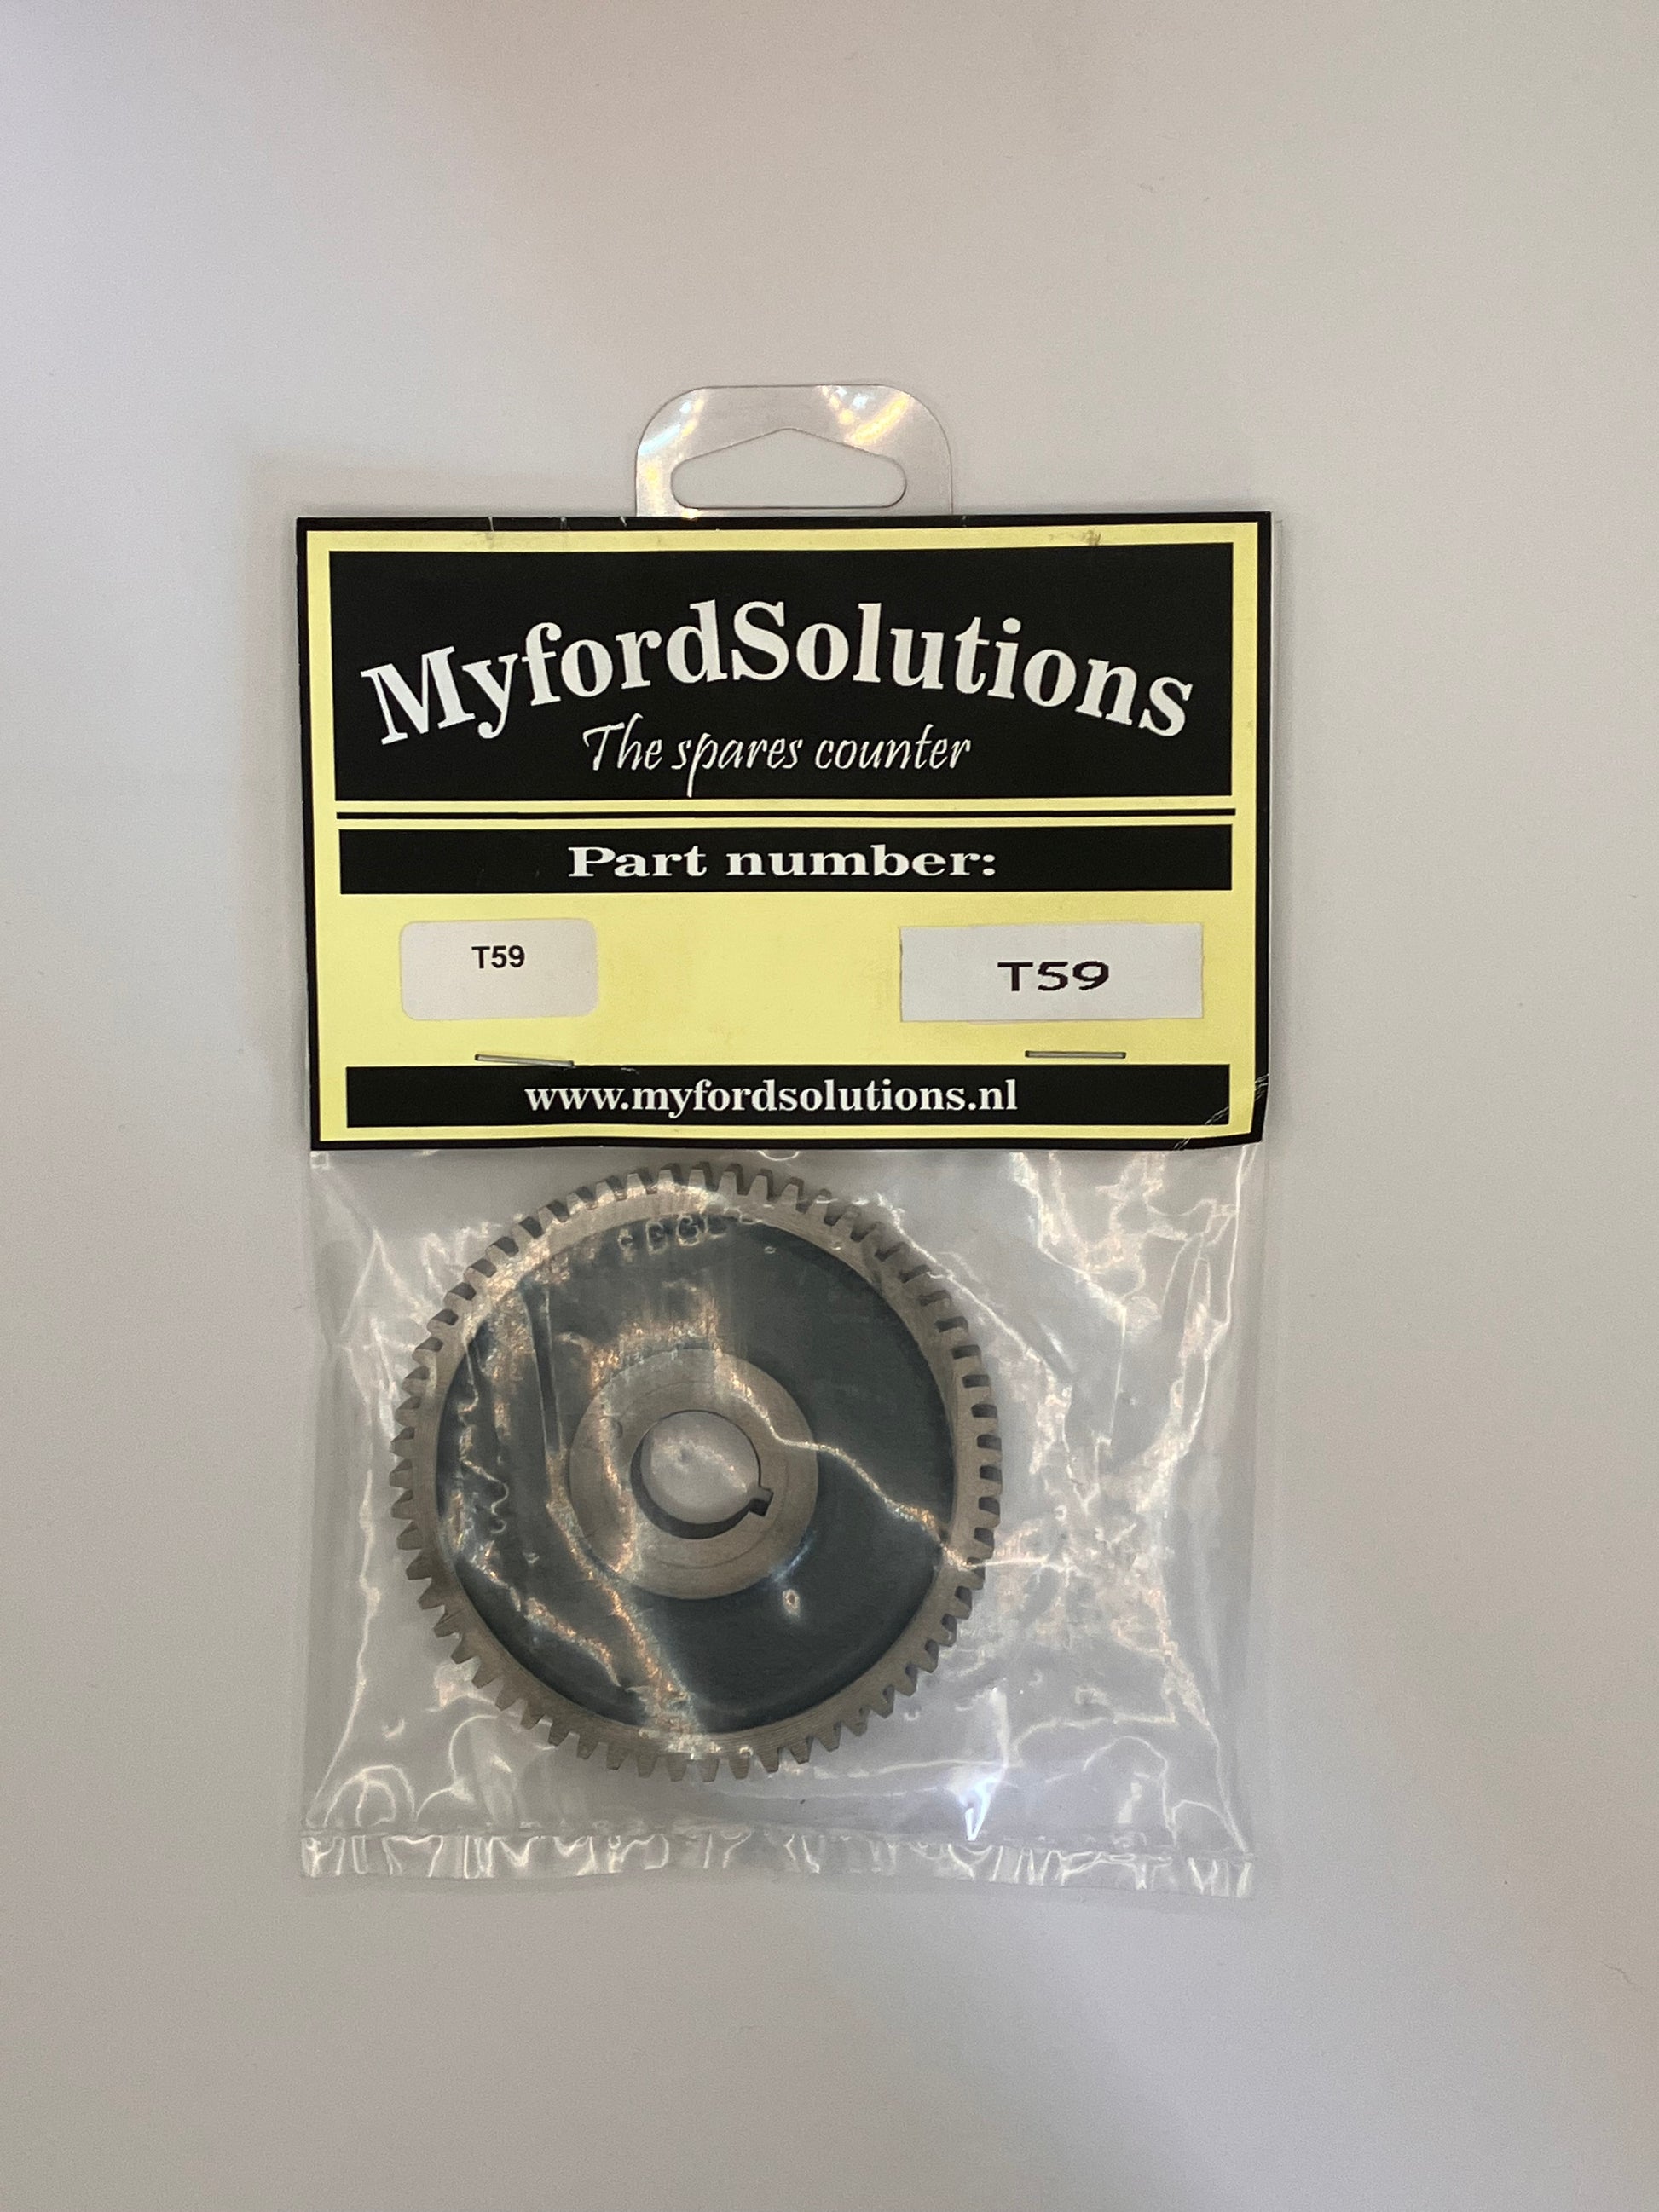 MyfordSolutions
The spares counter
Part number:
T59
T59
www.myfordsolutions.nl